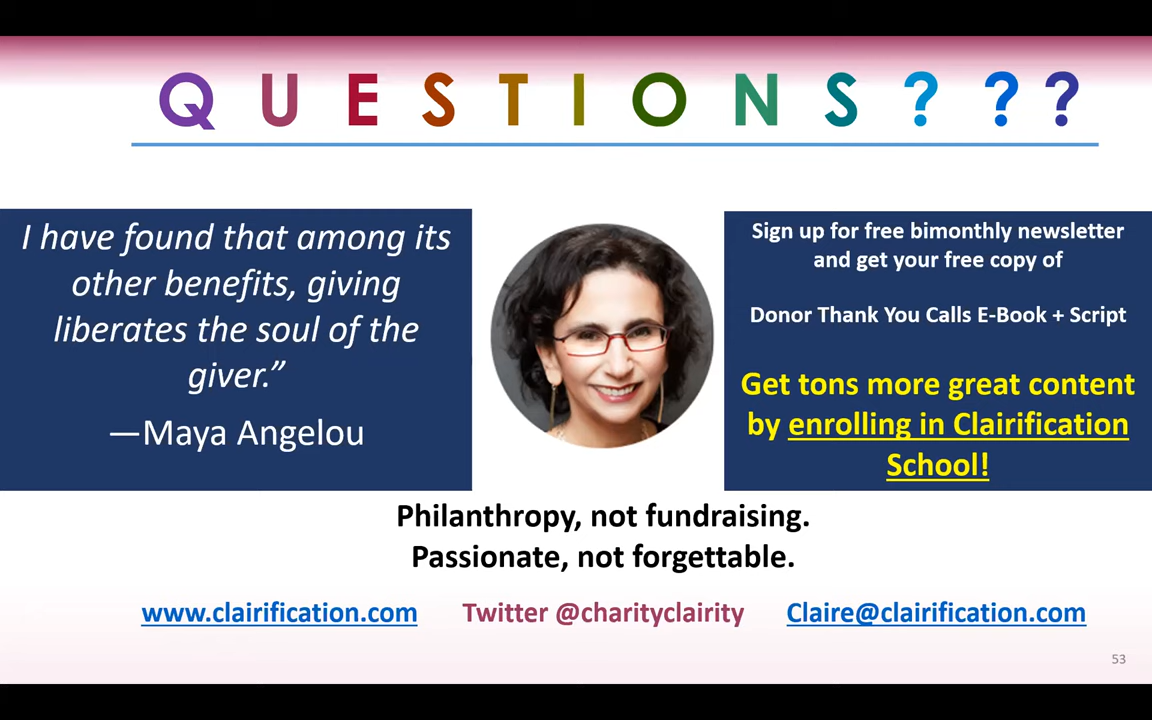 QUESTIONS???
I have found that among its
other benefits, giving
liberates the soul of the
giver.”
—Maya Angelou
Sign up for free bimonthly newsletter
and get your free copy of
Donor Thank You Calls E-Book + Script
Get tons more great content
by enrolling in Clairification
School!
Philanthropy, not fundraising.
Passionate, not forgettable.
www.clairification.com Twitter @charityclairity Claire@clairification.com
53